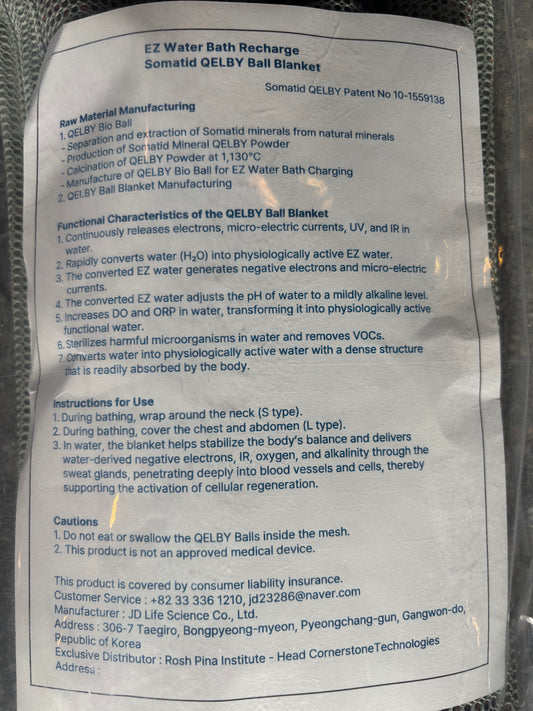 EZ Water Bath Recharge
Somatid QELBY Ball Blanket
Somatid QELBY Patent No 10-1559138
Raw Material Manufacturing
1. QELBY Bio Ball
- Separation and extraction of Somatid minerals from natural minerals
- Production of Somatid Mineral QELBY Powder
- Calcination of QELBY Powder at 1,130°C
- Manufacture of QELBY Bio Ball for EZ Water Bath Charging
2. QELBY Ball Blanket Manufacturing
Functional Characteristics of the QELBY Ball Blanket
1. Continuously releases electrons, micro-electric currents, UV, and IR in
water.
2. Rapidly converts water (H₂O) into physiologically active EZ water.
3. The converted EZ water generates negative electrons and micro-electric
currents.
4. The converted EZ water adjusts the pH of water to a mildly alkaline level.
5. Increases DO and ORP in water, transforming it into physiologically active
functional water.
6. Sterilizes harmful microorganisms in water and removes VOCs.
7. Converts water into physiologically active water with a dense structure
that is readily absorbed by the body.
Instructions for Use
1. During bathing, wrap around the neck (S type).
2. During bathing, cover the chest and abdomen (L type).
3. In water, the blanket helps stabilize the body's balance and delivers
water-derived negative electrons, IR, oxygen, and alkalinity through the
sweat glands, penetrating deeply into blood vessels and cells, thereby
supporting the activation of cellular regeneration.
Cautions
1. Do not eat or swallow the QELBY Balls inside the mesh.
2. This product is not an approved medical device.
This product is covered by consumer liability insurance.
Customer Service : +82 33 336 1210, jd23286@naver.com
Manufacturer : JD Life Science Co., Ltd.
Address : 306-7 Taegiro, Bongpyeong-myeon, Pyeongchang-gun, Gangwon-do,
Republic of Korea
Exclusive Distributor : Rosh Pina Institute - Head CornerstoneTechnologies
Address :